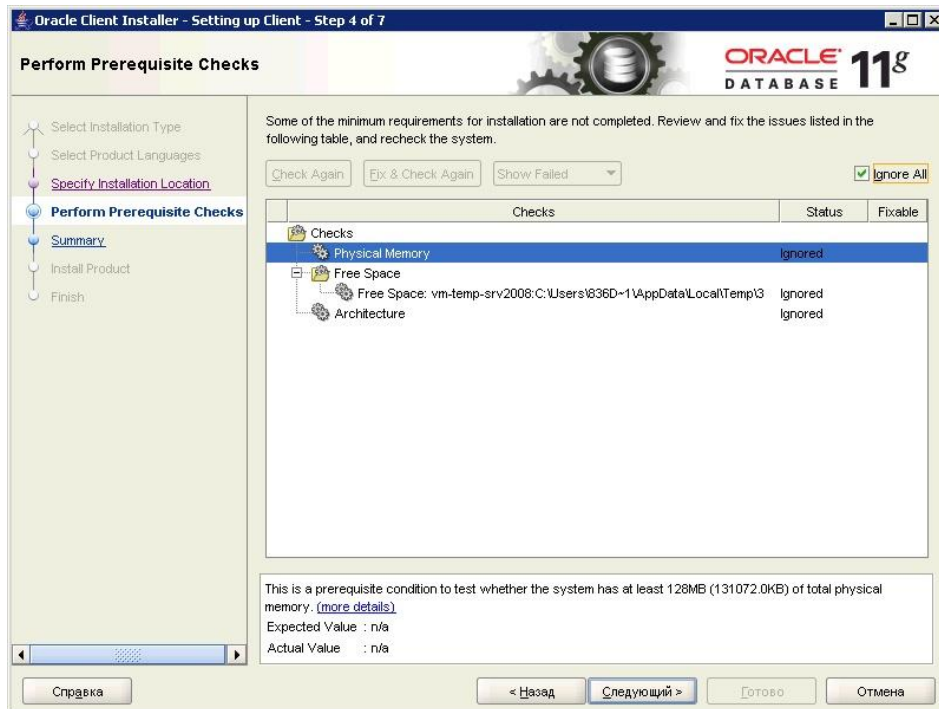 Oracle Client Installer - Setting up Client - Step 4 of 7
Perform Prerequisite Checks
ORACLE
DATABASE
11g
Select Installation Type
Select Product Languages
Specify Installation Location
Perform Prerequisite Checks
Summary
Install Product
Finish
Some of the minimum requirements for installation are not completed. Review and fix the issues listed in the
following table, and recheck the system.
Check Again
Fix & Check Again
Show Failed
Ignore All
Checks Status Fixable
Checks
Physical Memory Ignored
Free Space
Free Space: vm-temp-srv2008:C:\Users\836D~1\AppData\Local\Temp\3 Ignored
Architecture Ignored
This is a prerequisite condition to test whether the system has at least 128MB (131072.0KB) of total physical
memory. (more details)
Expected Value : n/a
Actual Value : n/a
Справка
< Назад
Следующий >
Готово
Отмена